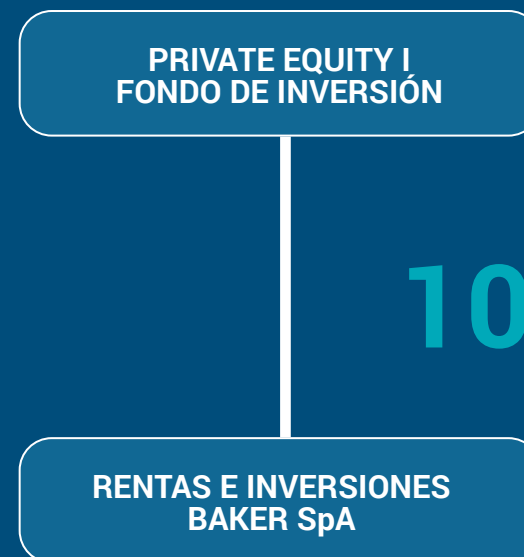 PRIVATE EQUITY I
FONDO DE INVERSIÓN
10
RENTAS E INVERSIONES
BAKER SpA